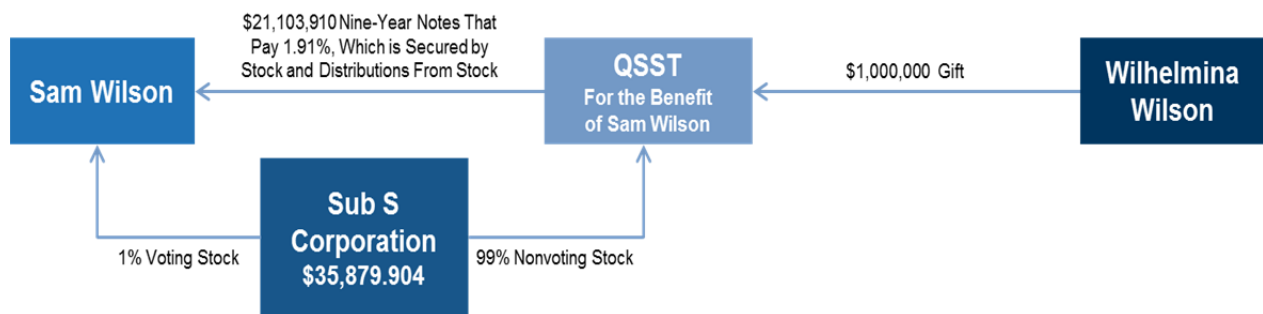 $21,103,910 Nine-Year Notes That
Pay 1.91%, Which is Secured by
Stock and Distributions From Stock
Sam Wilson
QSST
For the Benefit
of Sam Wilson
$1,000,000 Gift
Wilhelmina
Wilson
Sub S
Corporation
$35,879.904
1% Voting Stock
99% Nonvoting Stock